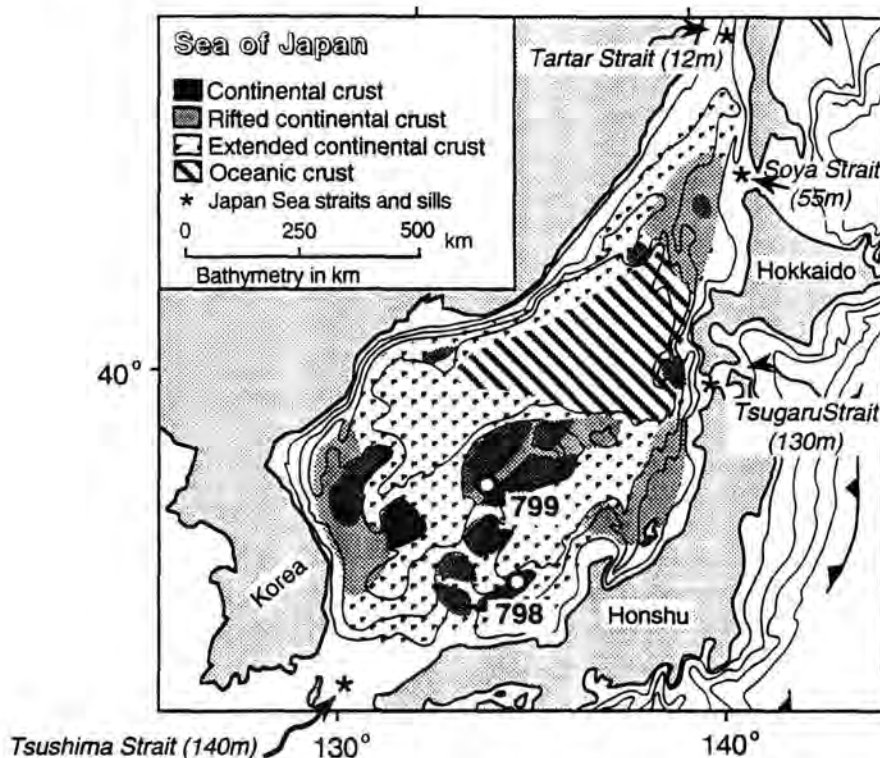 Sea of Japan
Continental crust
Rifted continental crust
Extended continental crust
Oceanic crust
* Japan Sea straits and sills
0 250 500 km
Bathymetry in km
Tartar Strait (12m)
Soya Strait
(55m)
Hokkaido
40°
TsugaruStrait
(130m)
799
Korea
798
Honshu
Tsushima Strait (140m)
130°
140°